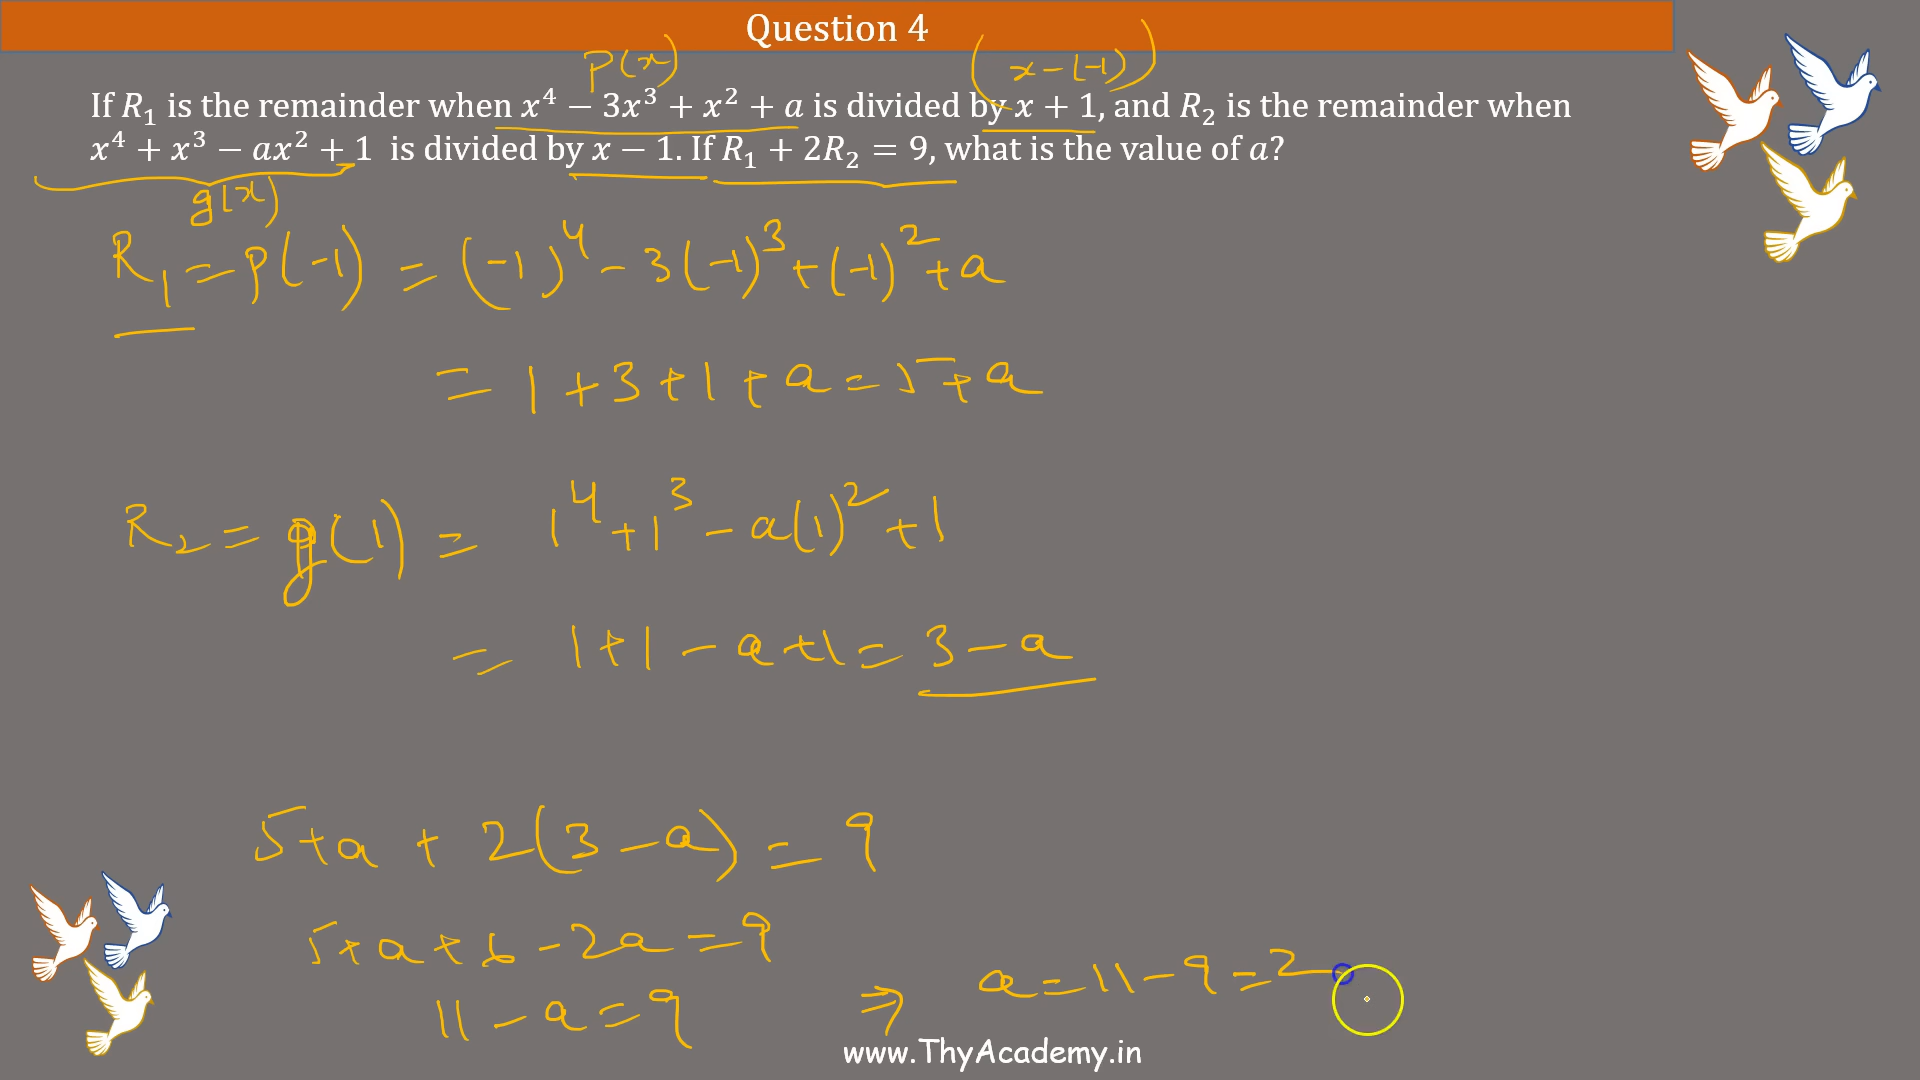 Question 4
P(x) (x-(-1))
If R₁ is the remainder when x⁴ − 3x³ + x² + a is divided by x + 1, and R₂ is the remainder when
x⁴ + x³ − ax² + 1 is divided by x − 1. If R₁ + 2R₂ = 9, what is the value of a?
g(x)
R₁ = p(-1) = (-1)⁴ - 3(-1)³ + (-1)² + a
= 1 + 3 + 1 + a = 5 + a
R₂ = g(1) = 1⁴ + 1³ - a(1)² + 1
= 1 + 1 - a + 1 = 3 - a
5 + a + 2(3 - a) = 9
5 + a + 6 - 2a = 9
11 - a = 9 ⇒ a = 11 - 9 = 2
www.ThyAcademy.in